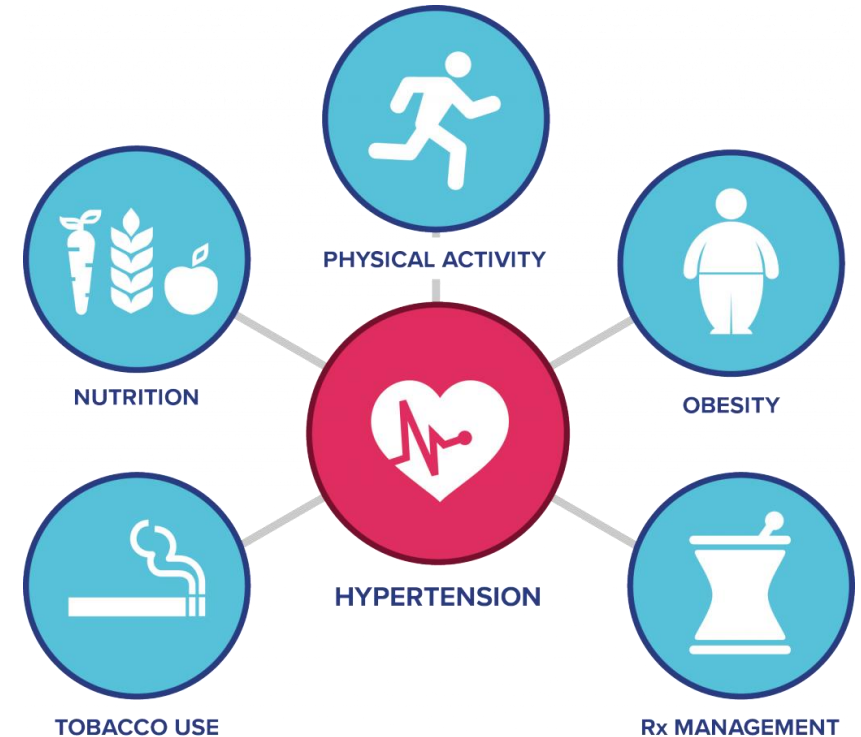 PHYSICAL ACTIVITY
NUTRITION
OBESITY
HYPERTENSION
TOBACCO USE
Rx MANAGEMENT